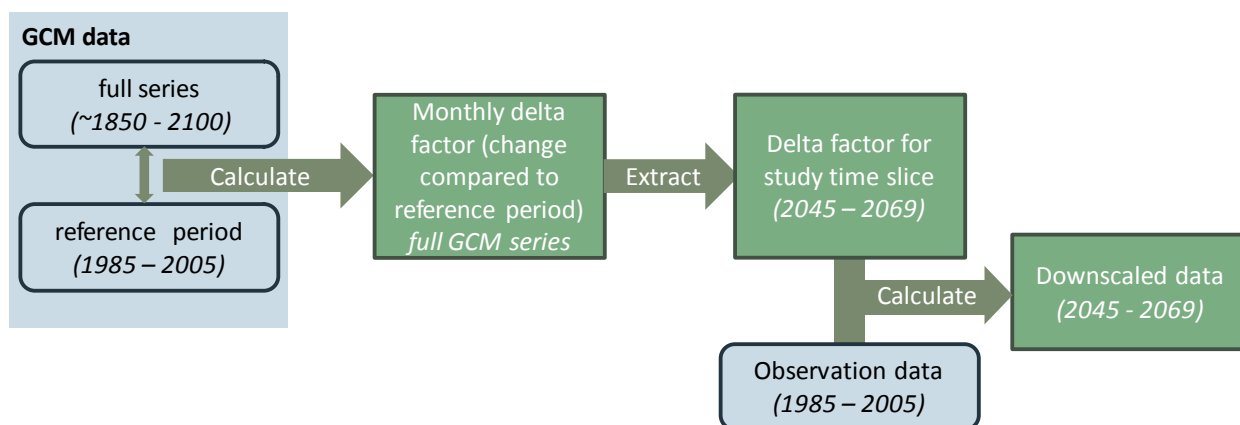 GCM data
full series
(~1850 - 2100)
reference period
(1985 – 2005)
Calculate
Monthly delta
factor (change
compared to
reference period)
full GCM series
Extract
Delta factor for
study time slice
(2045 – 2069)
Calculate
Downscaled data
(2045 - 2069)
Observation data
(1985 – 2005)